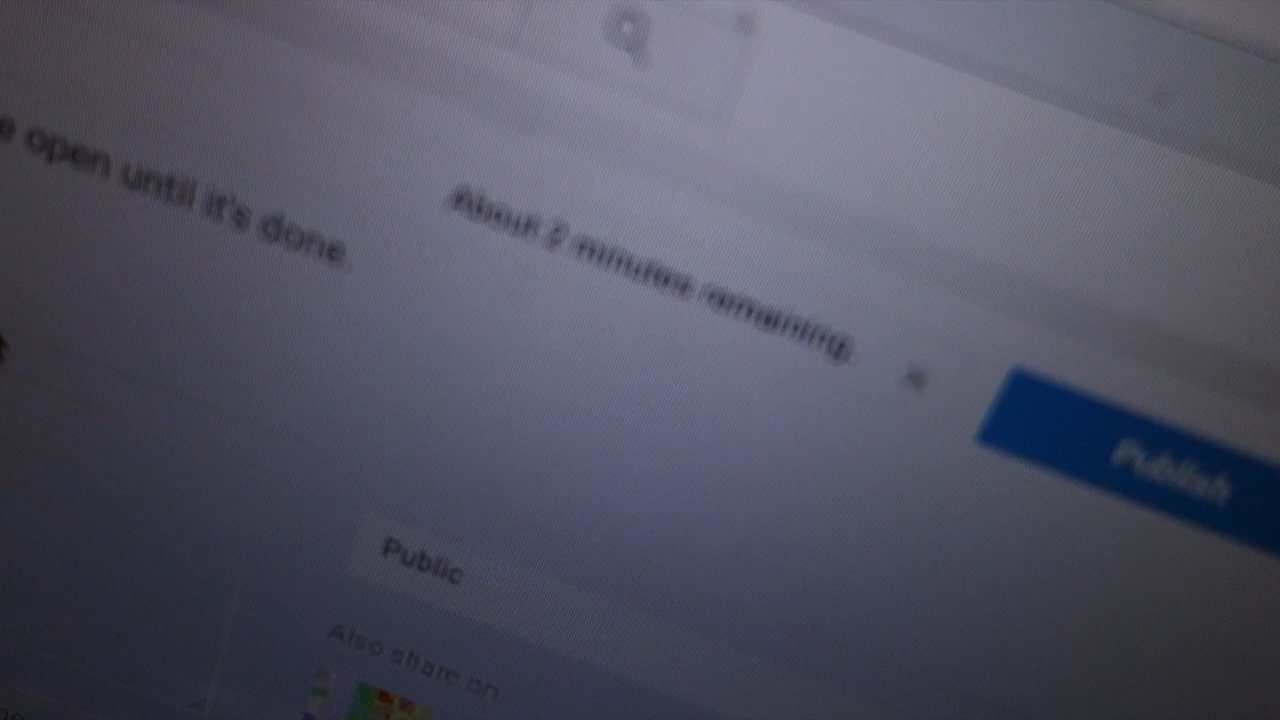 open until it's done.
About 2 minutes remaining.
Publish
Public
Also share on